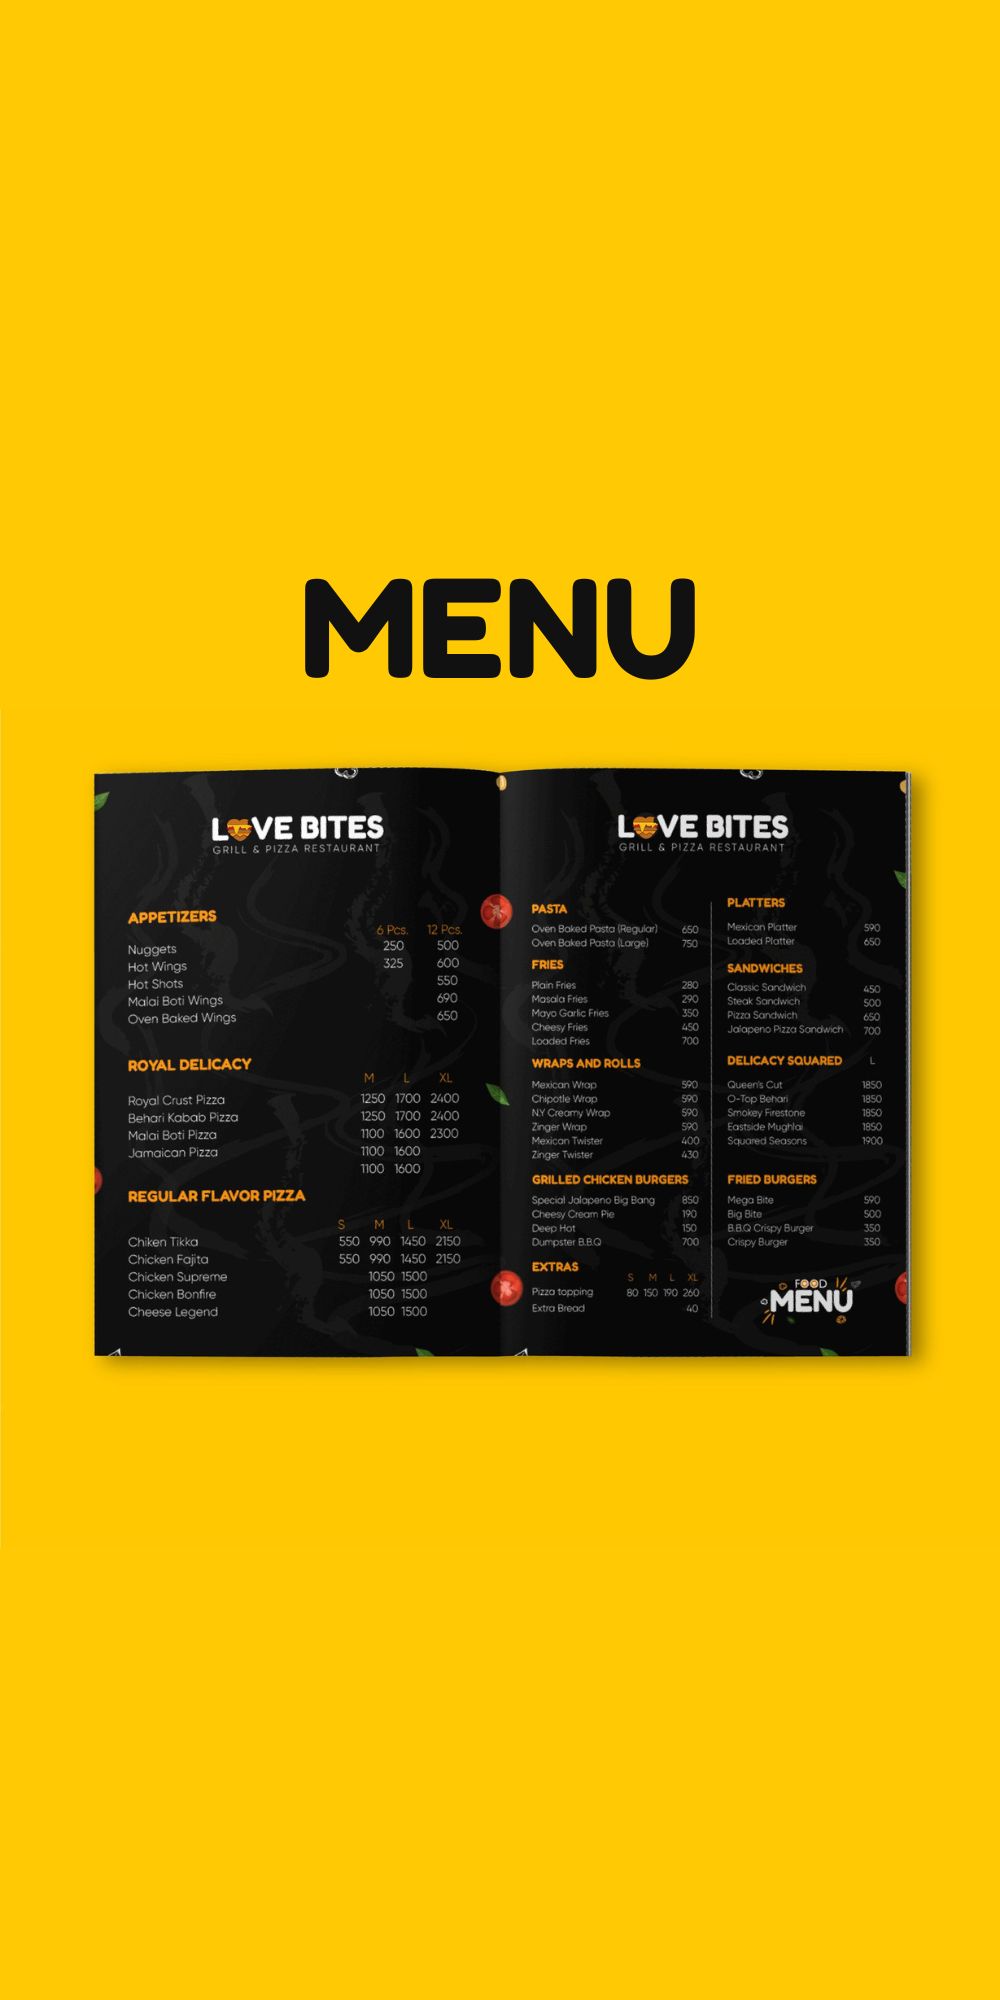 MENU
LOVE BITES
GRILL & PIZZA RESTAURANT
APPETIZERS
6 Pcs. 12 Pcs.
Nuggets 250 500
Hot Wings 325 600
Hot Shots 550
Malai Boti Wings 690
Oven Baked Wings 650
ROYAL DELICACY
M L XL
Royal Crust Pizza 1250 1700 2400
Behari Kabab Pizza 1250 1700 2400
Malai Boti Pizza 1100 1600 2300
Jamaican Pizza 1100 1600
1100 1600
REGULAR FLAVOR PIZZA
S M L XL
Chiken Tikka 550 990 1450 2150
Chicken Fajita 550 990 1450 2150
Chicken Supreme 1050 1500
Chicken Bonfire 1050 1500
Cheese Legend 1050 1500
LOVE BITES
GRILL & PIZZA RESTAURANT
PASTA
Oven Baked Pasta (Regular) 650
Oven Baked Pasta (Large) 750
FRIES
Plain Fries 280
Masala Fries 290
Mayo Garlic Fries 350
Cheesy Fries 450
Loaded Fries 700
WRAPS AND ROLLS
Mexican Wrap 590
Chipotle Wrap 590
NY Creamy Wrap 590
Zinger Wrap 590
Mexican Twister 400
Zinger Twister 430
GRILLED CHICKEN BURGERS
Special Jalapeno Big Bang 850
Cheesy Cream Pie 190
Deep Hot 150
Dumpster B.B.Q 700
EXTRAS
S M L XL
Pizza topping 80 150 190 260
Extra Bread 40
PLATTERS
Mexican Platter 590
Loaded Platter 650
SANDWICHES
Classic Sandwich 450
Steak Sandwich 500
Pizza Sandwich 650
Jalapeno Pizza Sandwich 700
DELICACY SQUARED L
Queen's Cut 1850
O-Top Behari 1850
Smokey Firestone 1850
Eastside Mughlai 1850
Squared Seasons 1900
FRIED BURGERS
Mega Bite 590
Big Bite 500
B.B.Q Crispy Burger 350
Crispy Burger 350
FOOD
MENU